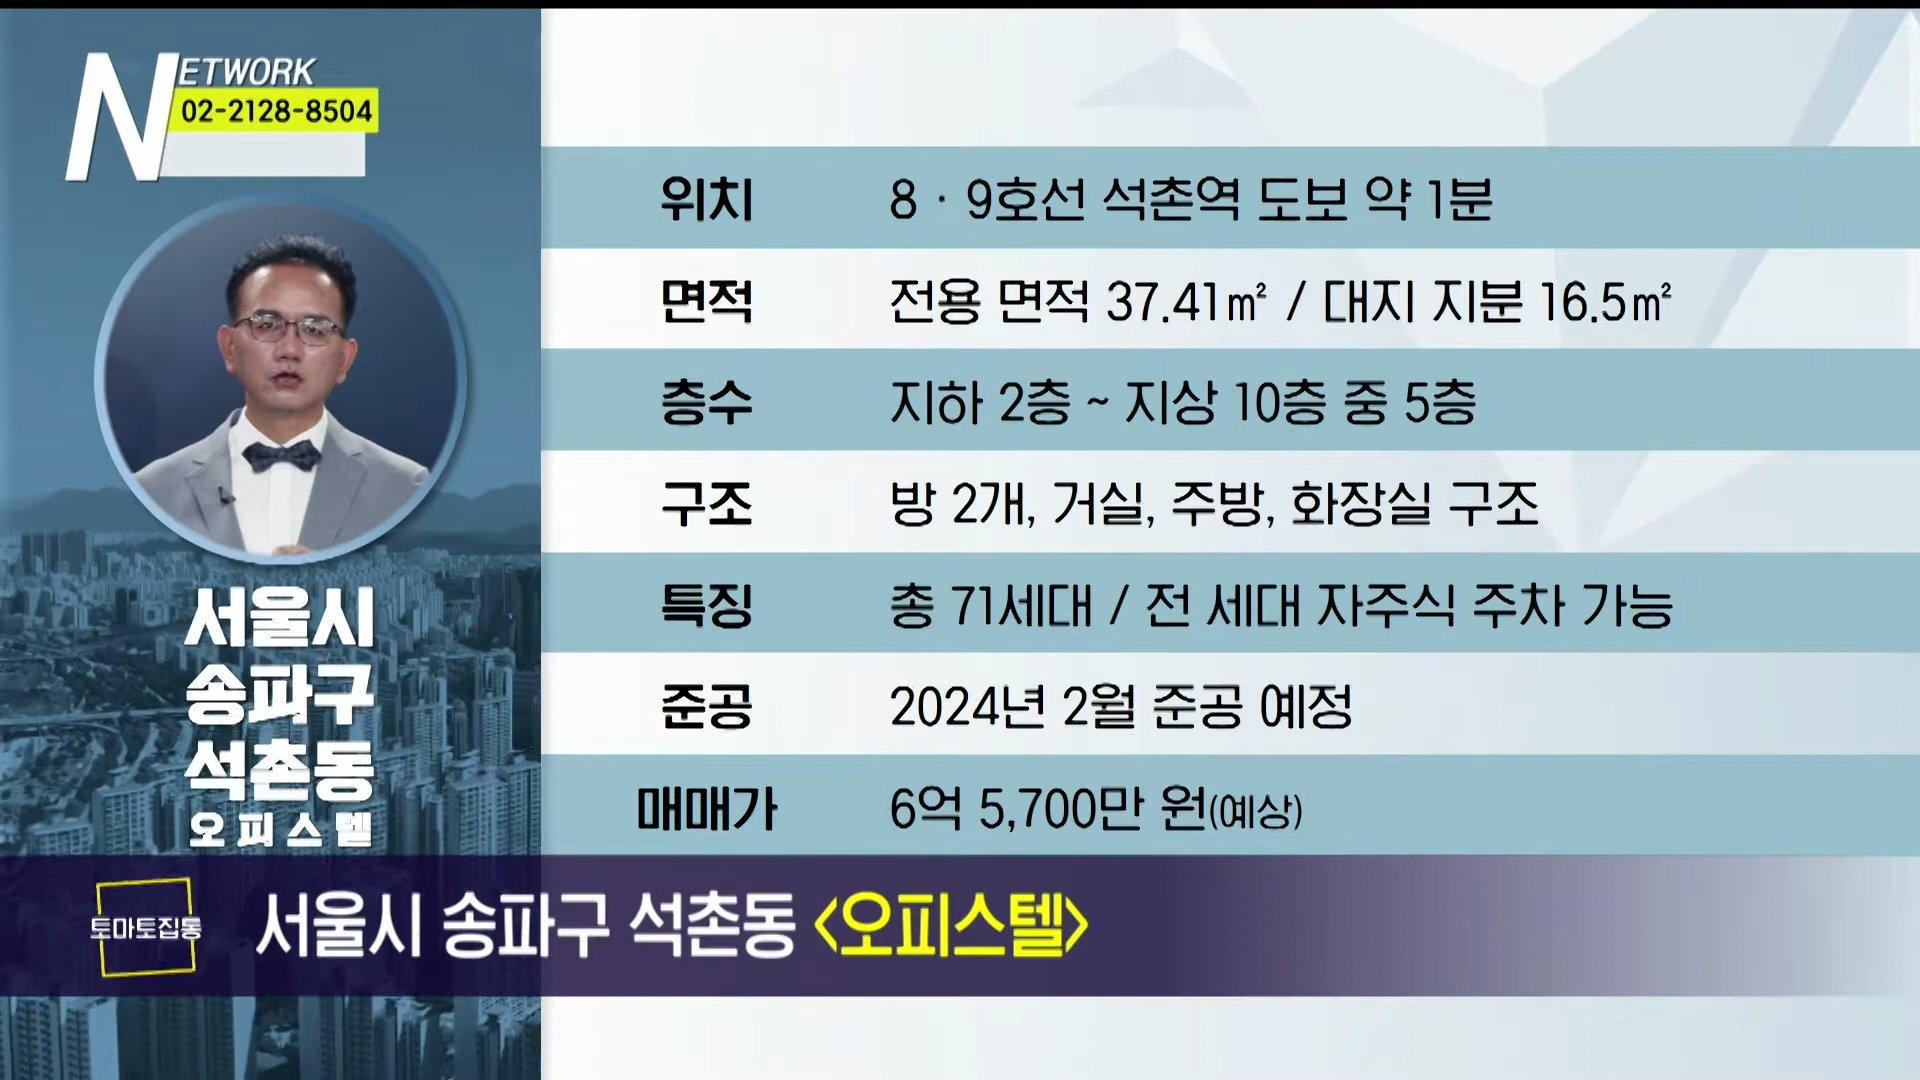 NETWORK
02-2128-8504
서울시
송파구
석촌동
오피스텔
위치 8 · 9호선 석촌역 도보 약 1분
면적 전용 면적 37.41㎡ / 대지 지분 16.5㎡
층수 지하 2층 ~ 지상 10층 중 5층
구조 방 2개, 거실, 주방, 화장실 구조
특징 총 71세대 / 전 세대 자주식 주차 가능
준공 2024년 2월 준공 예정
매매가 6억 5,700만 원(예상)
토마토집통
서울시 송파구 석촌동 <오피스텔>